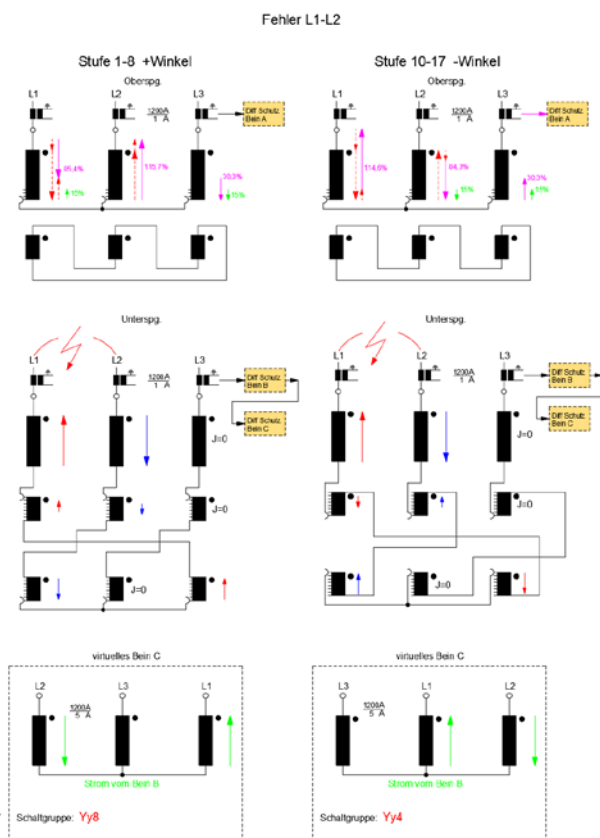 Fehler L1-L2
Stufe 1-8 +Winkel
Stufe 10-17 -Winkel
Oberspg.
Oberspg.
L1
L2
L3
L1
L2
L3
1200A
1 A
Diff Schutz
Bein A
1200A
1 A
Diff Schutz
Bein A
115,7%
30,3%
15%
15%
114,6%
30,3%
15%
15%
Unterspg.
Unterspg.
L1
L2
L3
L1
L2
L3
1200A
1 A
Diff Schutz
Bein B
1200A
1 A
Diff Schutz
Bein B
Diff Schutz
Bein C
Diff Schutz
Bein C
J=0
J=0
J=0
J=0
J=0
J=0
virtuelles Bein C
virtuelles Bein C
L2
L3
L1
L3
L1
L2
1200A
5 A
1200A
5 A
Strom vom Bein B
Strom vom Bein B
Schaltgruppe: Yy8
Schaltgruppe: Yy4